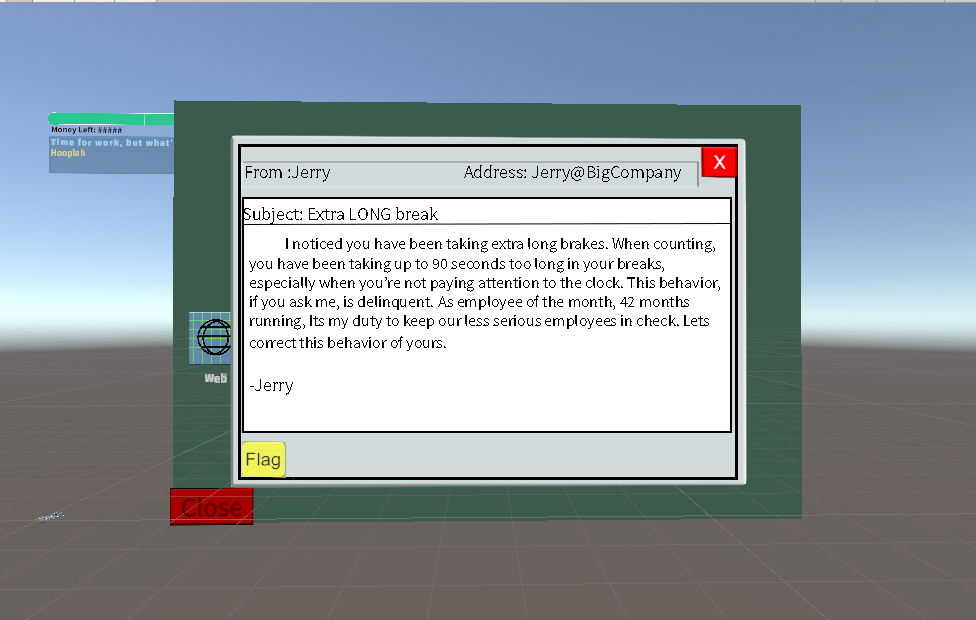 Money Left: #####
Time for work, but what'
Hooplah
From :Jerry Address: Jerry@BigCompany
X
Subject: Extra LONG break
I noticed you have been taking extra long brakes. When counting,
you have been taking up to 90 seconds too long in your breaks,
especially when you're not paying attention to the clock. This behavior,
if you ask me, is delinquent. As employee of the month, 42 months
running, Its my duty to keep our less serious employees in check. Lets
correct this behavior of yours.
-Jerry
Web
Flag
Close